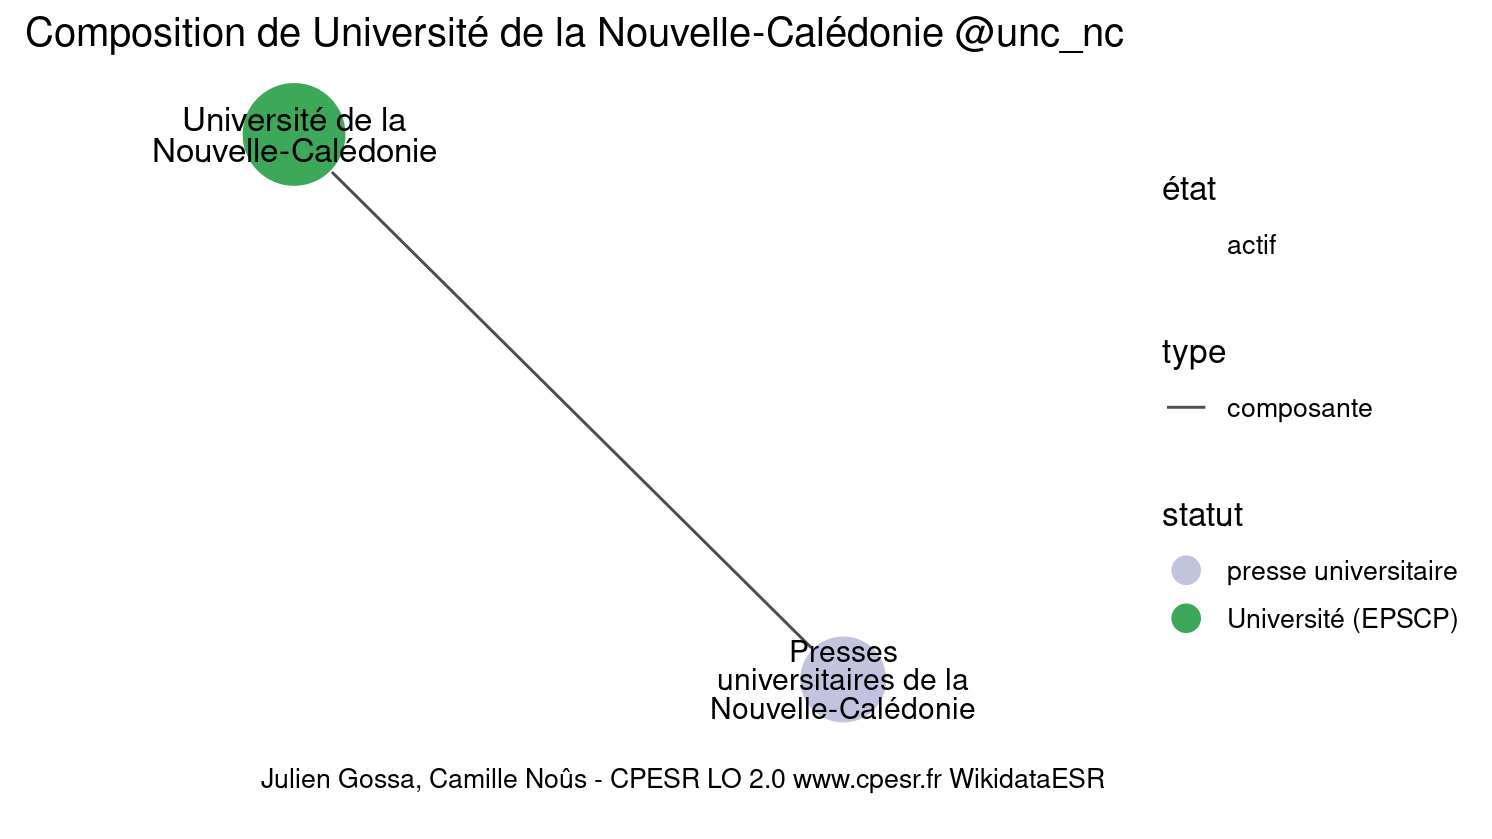 Composition de Université de la Nouvelle-Calédonie @unc_nc
Université de la
Nouvelle-Calédonie
état
actif
type
composante
statut
presse universitaire
Université (EPSCP)
Presses
universitaires de la
Nouvelle-Calédonie
Julien Gossa, Camille Noûs - CPESR LO 2.0 www.cpesr.fr WikidataESR